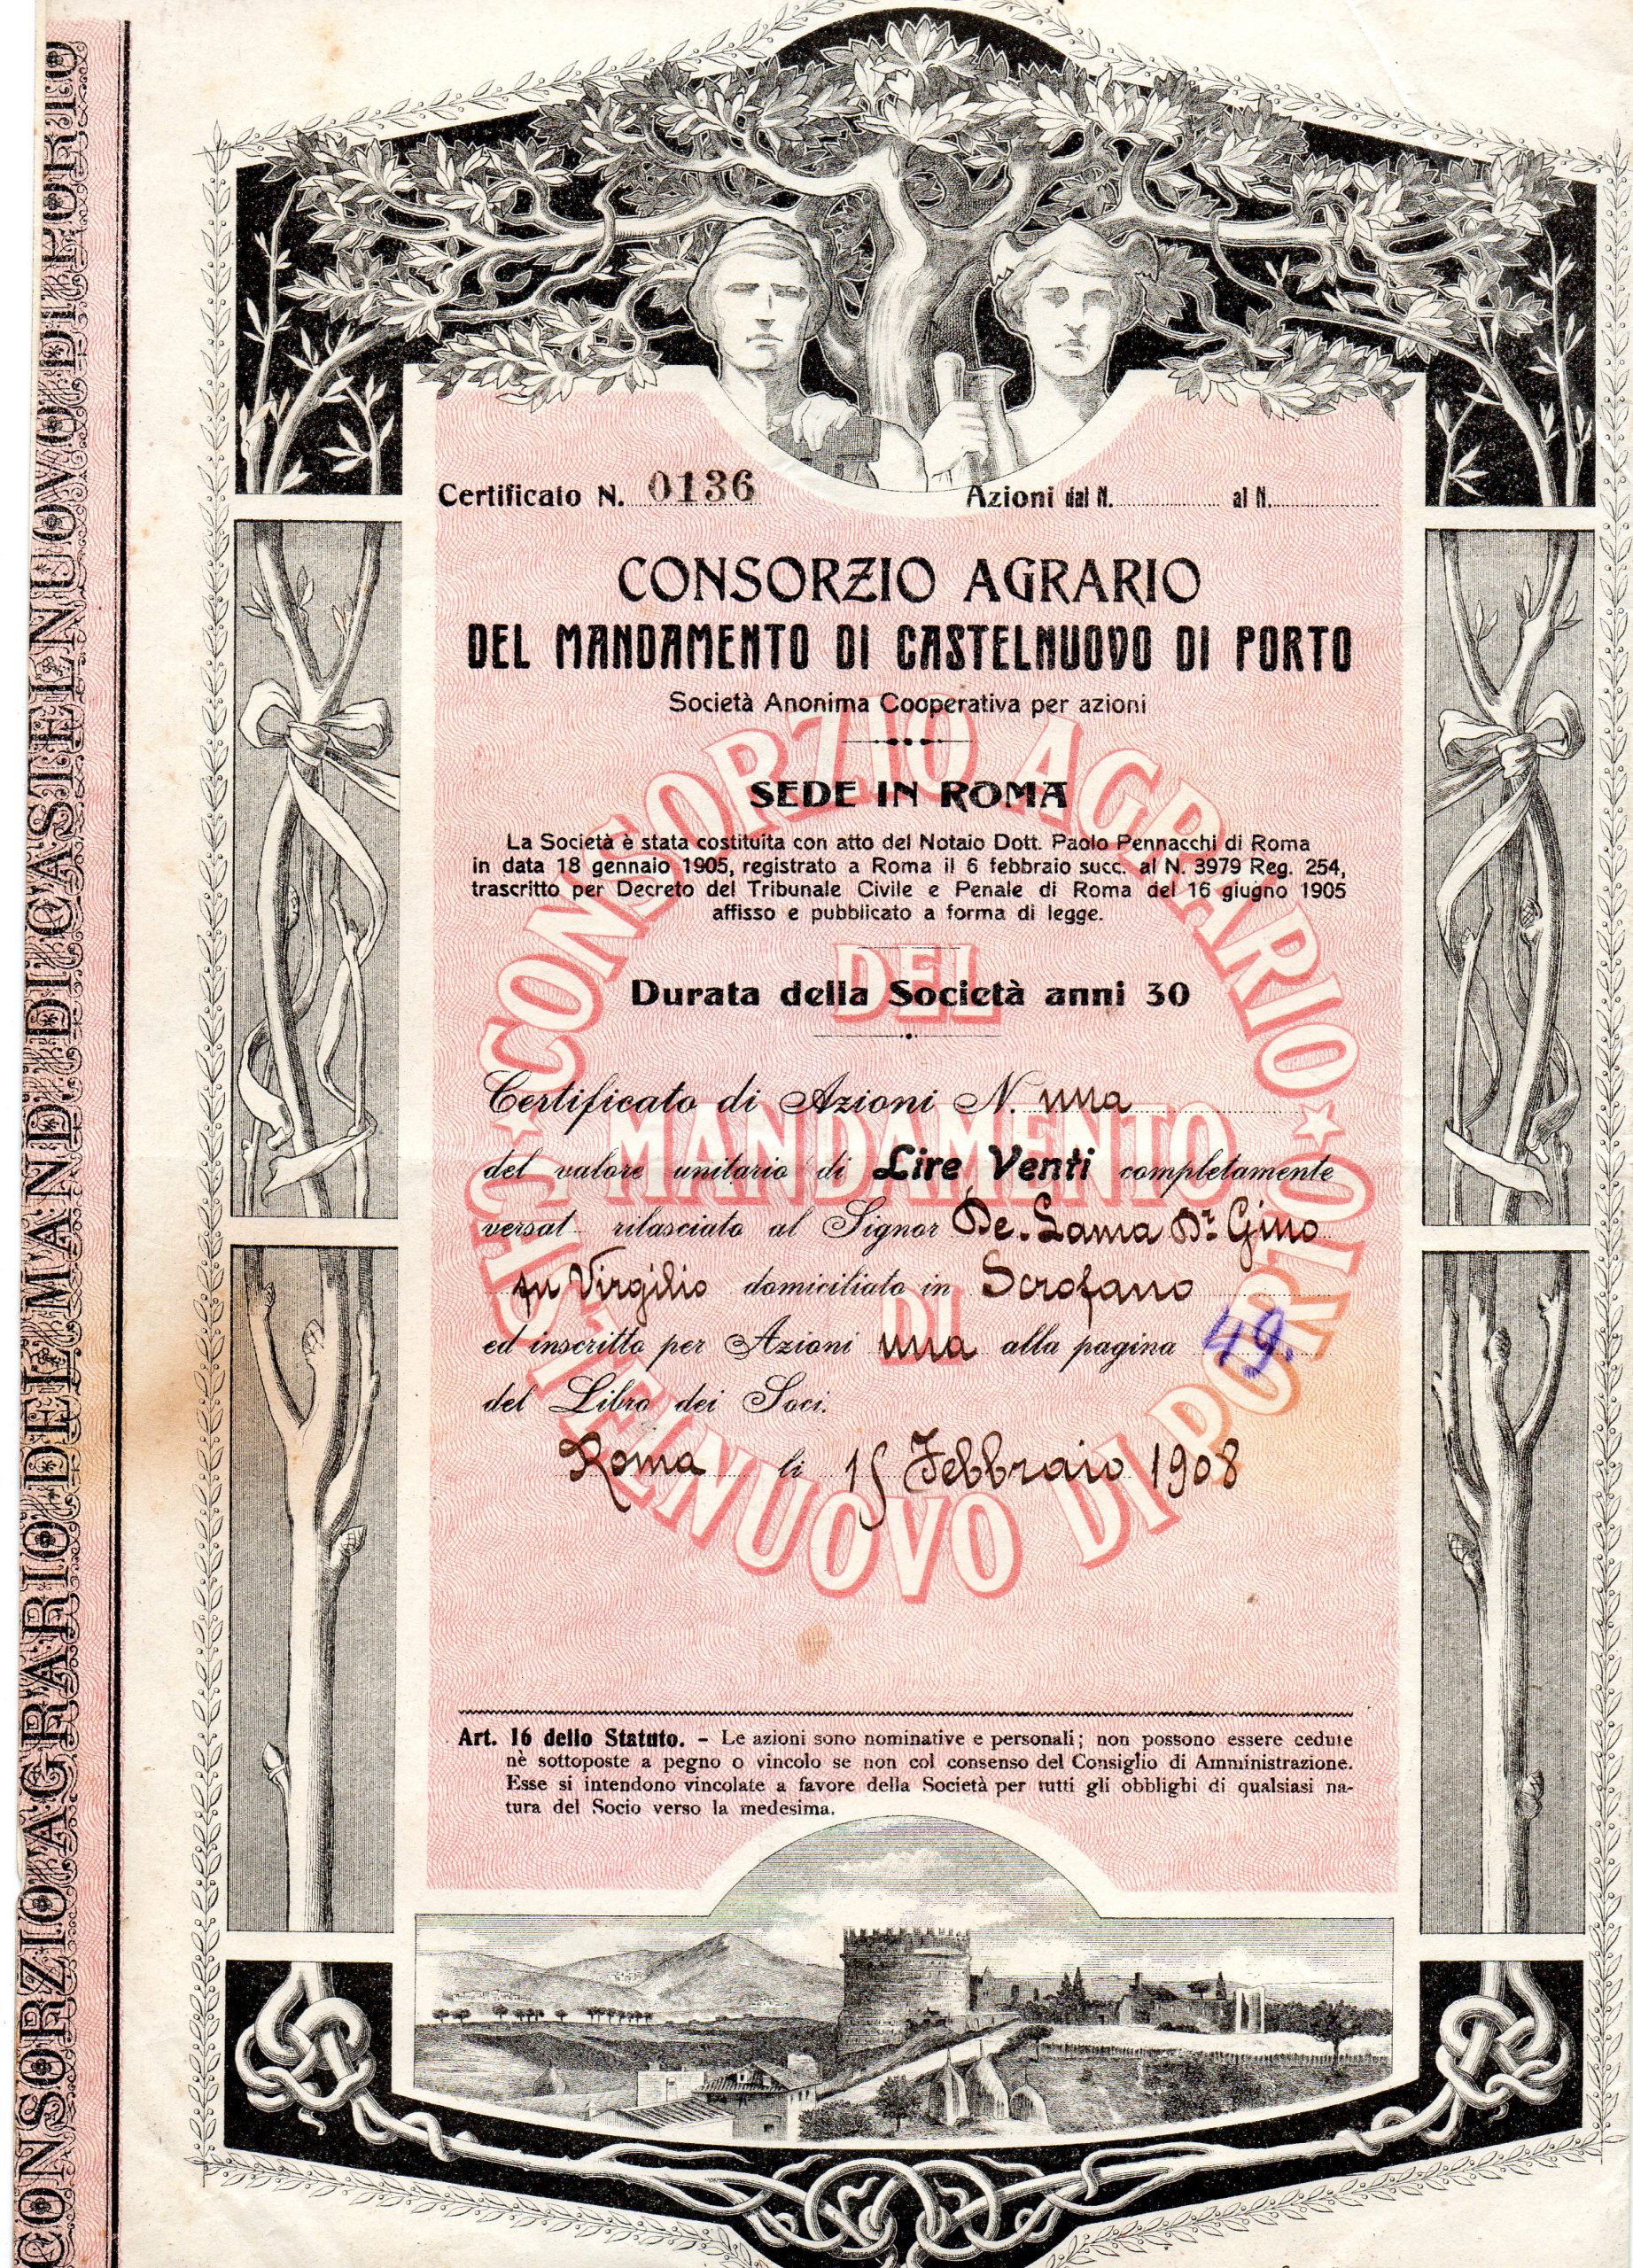 CONSORZIO AGRARIO DEL MANDAMENTO DI CASTELNUOVO DI PORTO
Certificato N. 0136 Azioni dal N. al N.
CONSORZIO AGRARIO
DEL MANDAMENTO DI CASTELNUOVO DI PORTO
Società Anonima Cooperativa per azioni
SEDE IN ROMA
La Società è stata costituita con atto del Notaio Dott. Paolo Pennacchi di Roma
in data 18 gennaio 1905, registrato a Roma il 6 febbraio succ. al N. 3979 Reg. 254,
trascritto per Decreto del Tribunale Civile e Penale di Roma del 16 giugno 1905
affisso e pubblicato a forma di legge.
Durata della Società anni 30
Certificato di Azioni N. una
del valore unitario di Lire Venti completamente
versat rilasciato al Signor De. Lama Dr. Gino
fu Virgilio domiciliato in Scrofano
ed inscritto per Azioni una alla pagina 49.
del Libro dei Soci.
Roma li 15 Febbraio 1908
CONSORZIO AGRARIO
DEL
MANDAMENTO
DI
CASTELNUOVO DI PORTO
Art. 16 dello Statuto. - Le azioni sono nominative e personali; non possono essere cedute
nè sottoposte a pegno o vincolo se non col consenso del Consiglio di Amministrazione.
Esse si intendono vincolate a favore della Società per tutti gli obblighi di qualsiasi na-
tura del Socio verso la medesima.